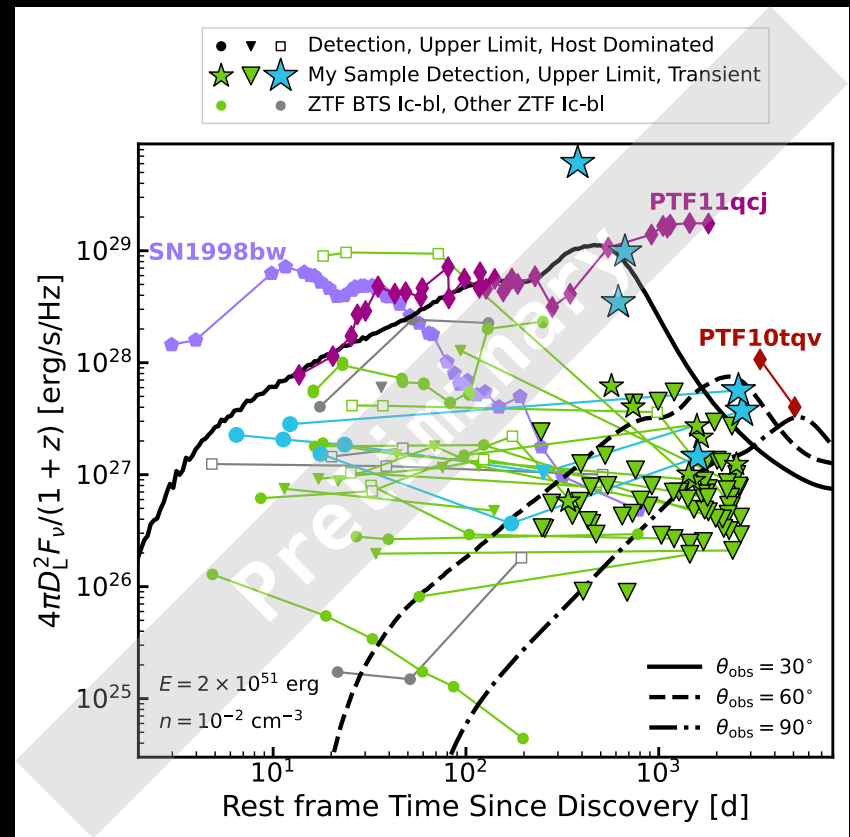 Detection, Upper Limit, Host Dominated
My Sample Detection, Upper Limit, Transient
ZTF BTS Ic-bl, Other ZTF Ic-bl
PTF11qcj
SN1998bw
PTF10tqv
Preliminary
10^29
10^28
10^27
10^26
10^25
4πD_L^2 F_ν/(1 + z) [erg/s/Hz]
E = 2 × 10^51 erg
n = 10^−2 cm^−3
θ_obs = 30°
θ_obs = 60°
θ_obs = 90°
10^1
10^2
10^3
Rest frame Time Since Discovery [d]